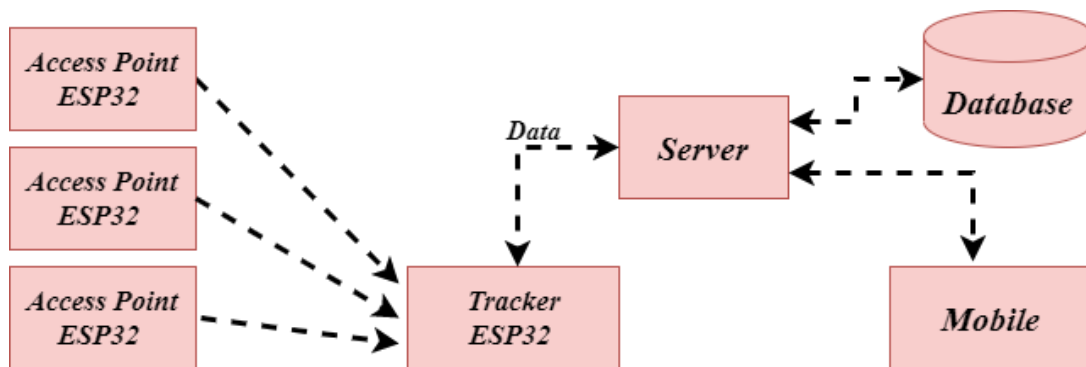 Access Point
ESP32
Access Point
ESP32
Access Point
ESP32
Data
Tracker
ESP32
Server
Database
Mobile